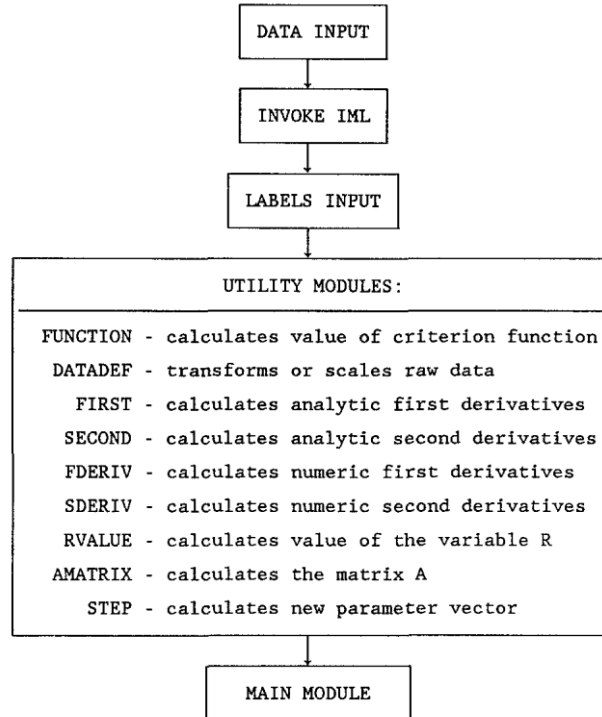 DATA INPUT
INVOKE IML
LABELS INPUT
UTILITY MODULES:
FUNCTION - calculates value of criterion function
DATADEF - transforms or scales raw data
FIRST - calculates analytic first derivatives
SECOND - calculates analytic second derivatives
FDERIV - calculates numeric first derivatives
SDERIV - calculates numeric second derivatives
RVALUE - calculates value of the variable R
AMATRIX - calculates the matrix A
STEP - calculates new parameter vector
MAIN MODULE